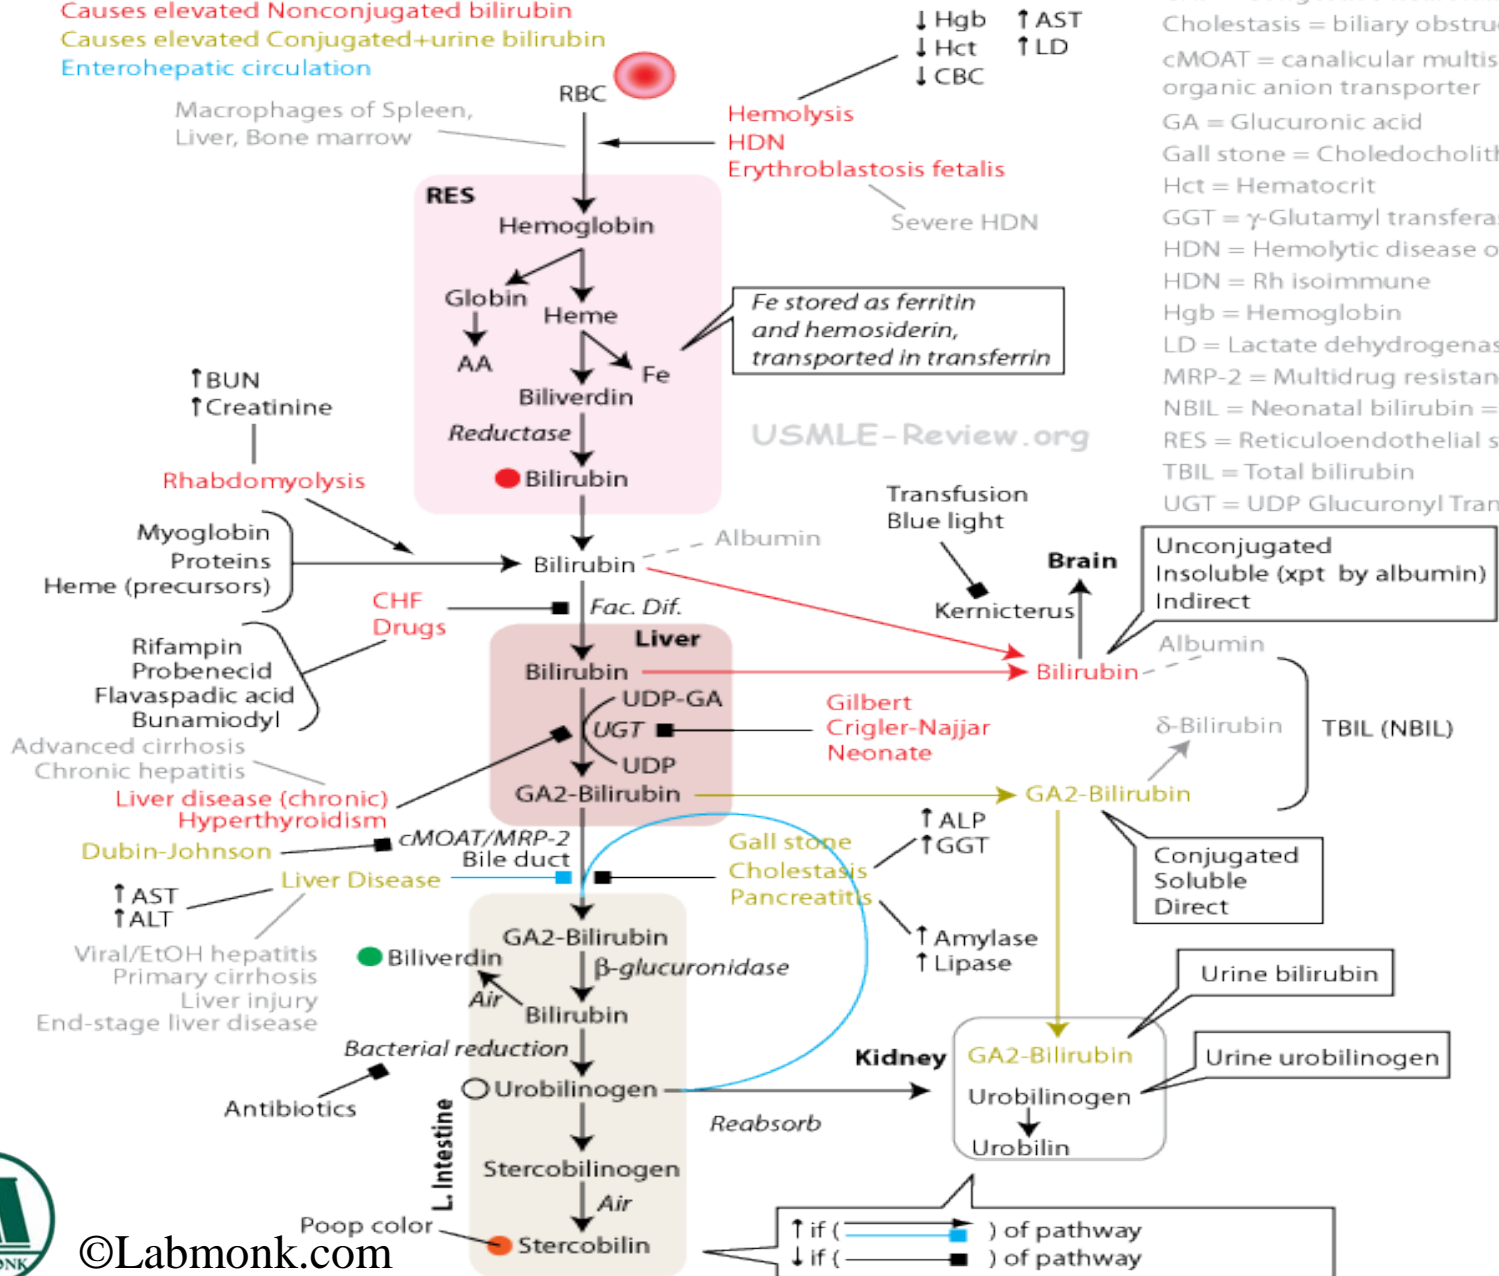 Causes elevated Nonconjugated bilirubin
Causes elevated Conjugated+urine bilirubin
Enterohepatic circulation
↓Hgb ↑AST
↓Hct ↑LD
↓CBC
Cholestasis = biliary obstru
cMOAT = canalicular multis
organic anion transporter
GA = Glucuronic acid
Gall stone = Choledocholith
Hct = Hematocrit
GGT = γ-Glutamyl transfera
HDN = Hemolytic disease o
HDN = Rh isoimmune
Hgb = Hemoglobin
LD = Lactate dehydrogenas
MRP-2 = Multidrug resistan
NBIL = Neonatal bilirubin =
RES = Reticuloendothelial s
TBIL = Total bilirubin
UGT = UDP Glucuronyl Tran
RBC
Macrophages of Spleen,
Liver, Bone marrow
Hemolysis
HDN
Erythroblastosis fetalis
Severe HDN
RES
Hemoglobin
Globin
Heme
AA
Fe
Fe stored as ferritin
and hemosiderin,
transported in transferrin
Biliverdin
Reductase
Bilirubin
USMLE-Review.org
↑BUN
↑Creatinine
Rhabdomyolysis
Myoglobin
Proteins
Heme (precursors)
Bilirubin
Albumin
Transfusion
Blue light
Kernicterus
Brain
Unconjugated
Insoluble (xpt by albumin)
Indirect
CHF
Drugs
Fac. Dif.
Rifampin
Probenecid
Flavaspadic acid
Bunamiodyl
Liver
Bilirubin
UDP-GA
UGT
UDP
GA2-Bilirubin
Gilbert
Crigler-Najjar
Neonate
Bilirubin
Albumin
δ-Bilirubin
TBIL (NBIL)
GA2-Bilirubin
Advanced cirrhosis
Chronic hepatitis
Liver disease (chronic)
Hyperthyroidism
Dubin-Johnson
cMOAT/MRP-2
Bile duct
Liver Disease
↑AST
↑ALT
Viral/EtOH hepatitis
Primary cirrhosis
Liver injury
End-stage liver disease
Gall stone
Cholestasis
Pancreatitis
↑ALP
↑GGT
↑Amylase
↑Lipase
Conjugated
Soluble
Direct
GA2-Bilirubin
Biliverdin
β-glucuronidase
Air
Bilirubin
Bacterial reduction
Antibiotics
Urobilinogen
Reabsorb
L. Intestine
Stercobilinogen
Air
Poop color
Stercobilin
Kidney
GA2-Bilirubin
Urobilinogen
Urobilin
Urine bilirubin
Urine urobilinogen
↑ if ( ) of pathway
↓ if ( ) of pathway
©Labmonk.com